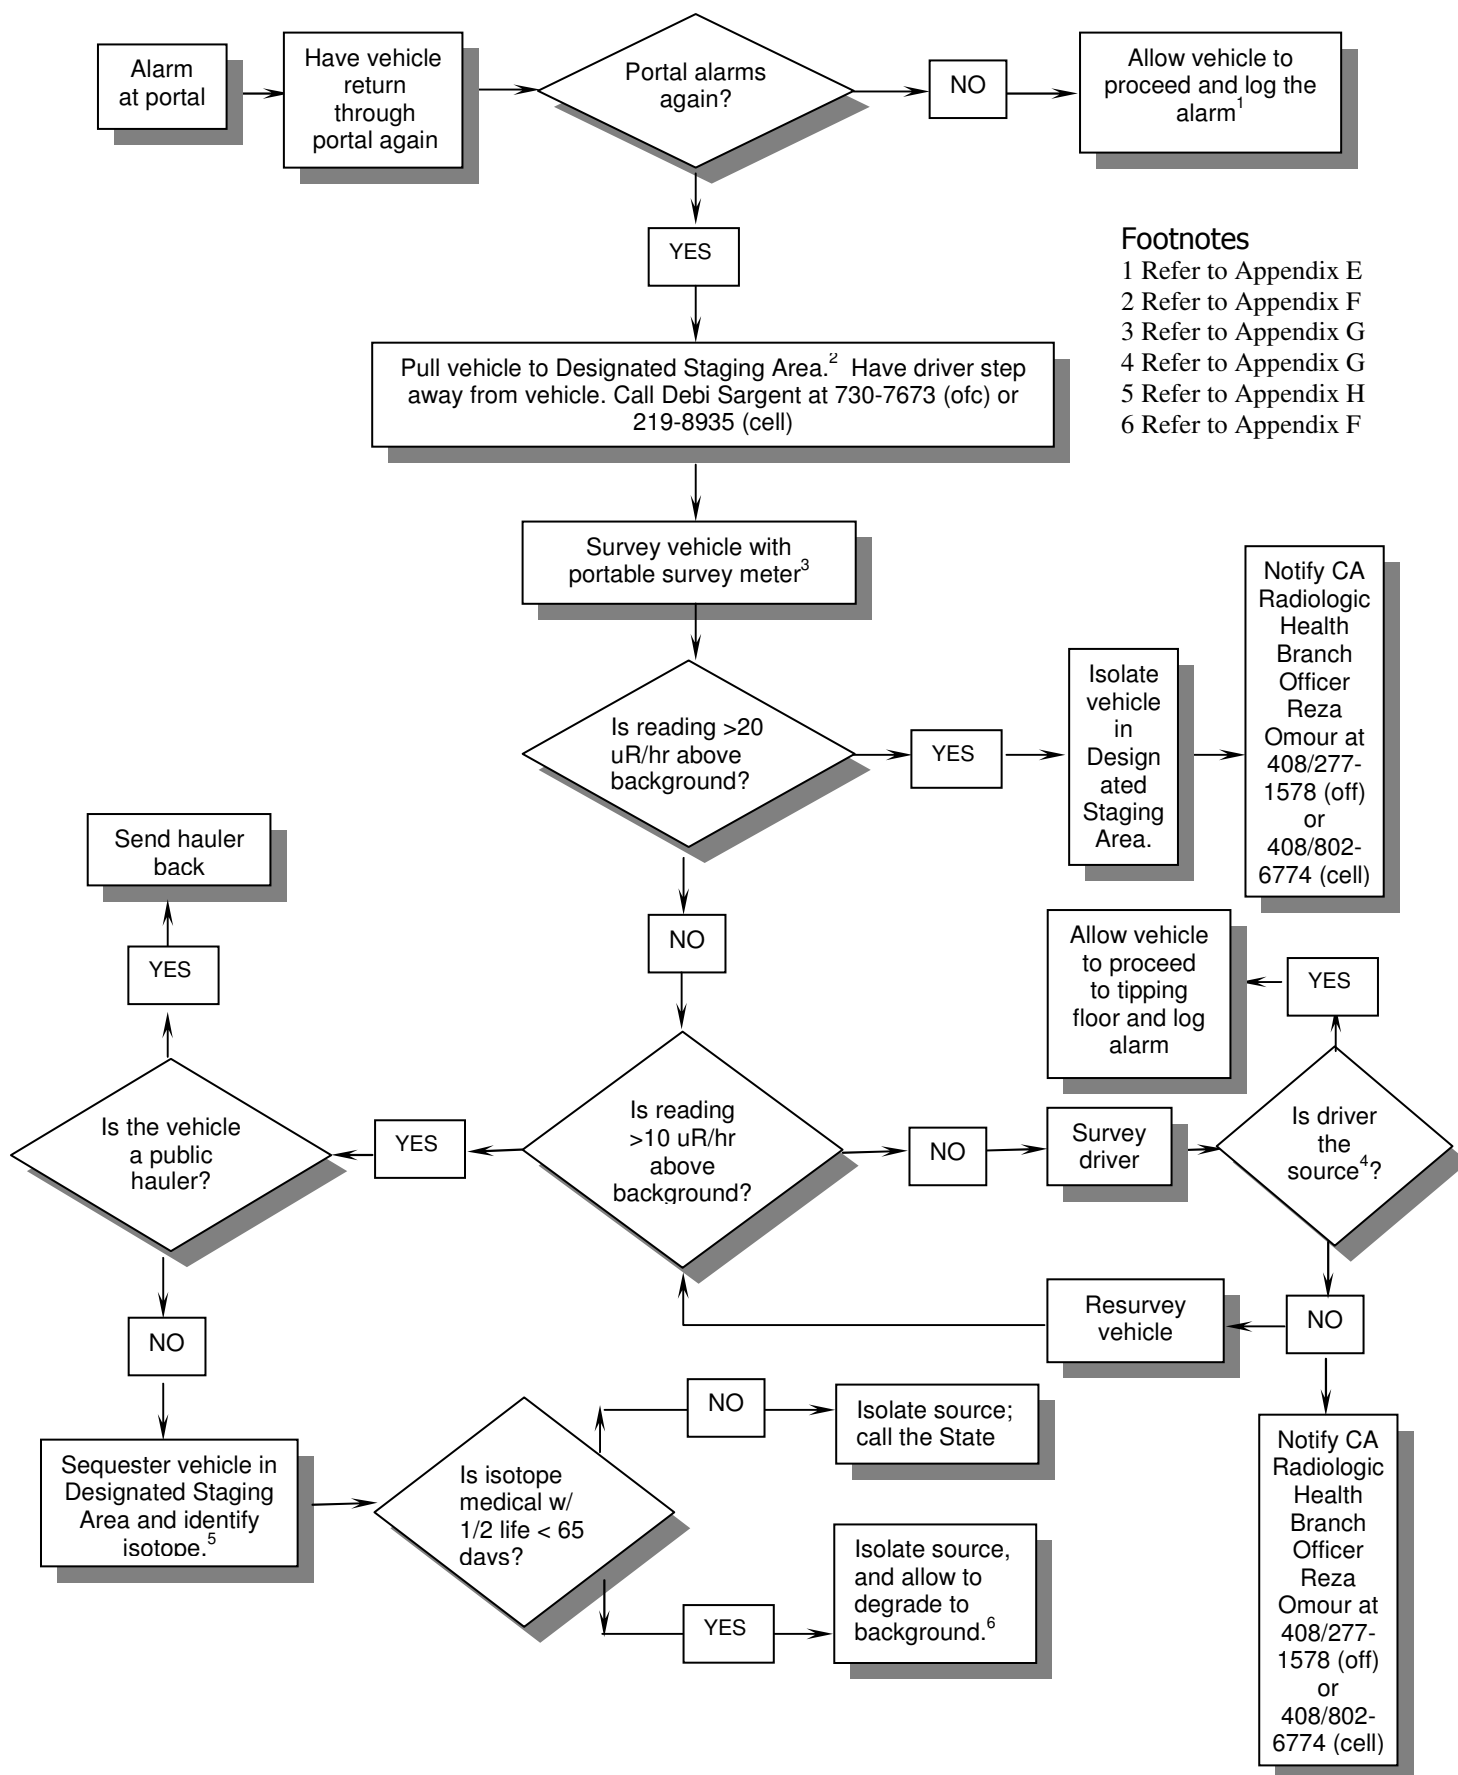 Alarm
at portal
Have vehicle
return
through
portal again
Portal alarms
again?
NO
Allow vehicle to
proceed and log the
alarm1
YES
Footnotes
1 Refer to Appendix E
2 Refer to Appendix F
3 Refer to Appendix G
4 Refer to Appendix G
5 Refer to Appendix H
6 Refer to Appendix F
Pull vehicle to Designated Staging Area.2 Have driver step
away from vehicle. Call Debi Sargent at 730-7673 (ofc) or
219-8935 (cell)
Survey vehicle with
portable survey meter3
Is reading >20
uR/hr above
background?
YES
Isolate
vehicle
in
Design
ated
Staging
Area.
Notify CA
Radiologic
Health
Branch
Officer
Reza
Omour at
408/277-
1578 (off)
or
408/802-
6774 (cell)
NO
Send hauler
back
YES
Is the vehicle
a public
hauler?
YES
Is reading
>10 uR/hr
above
background?
NO
Survey
driver
Is driver
the
source4?
YES
Allow vehicle
to proceed
to tipping
floor and log
alarm
NO
Resurvey
vehicle
Notify CA
Radiologic
Health
Branch
Officer
Reza
Omour at
408/277-
1578 (off)
or
408/802-
6774 (cell)
NO
Sequester vehicle in
Designated Staging
Area and identify
isotope.5
Is isotope
medical w/
1/2 life < 65
days?
NO
Isolate source;
call the State
YES
Isolate source,
and allow to
degrade to
background.6